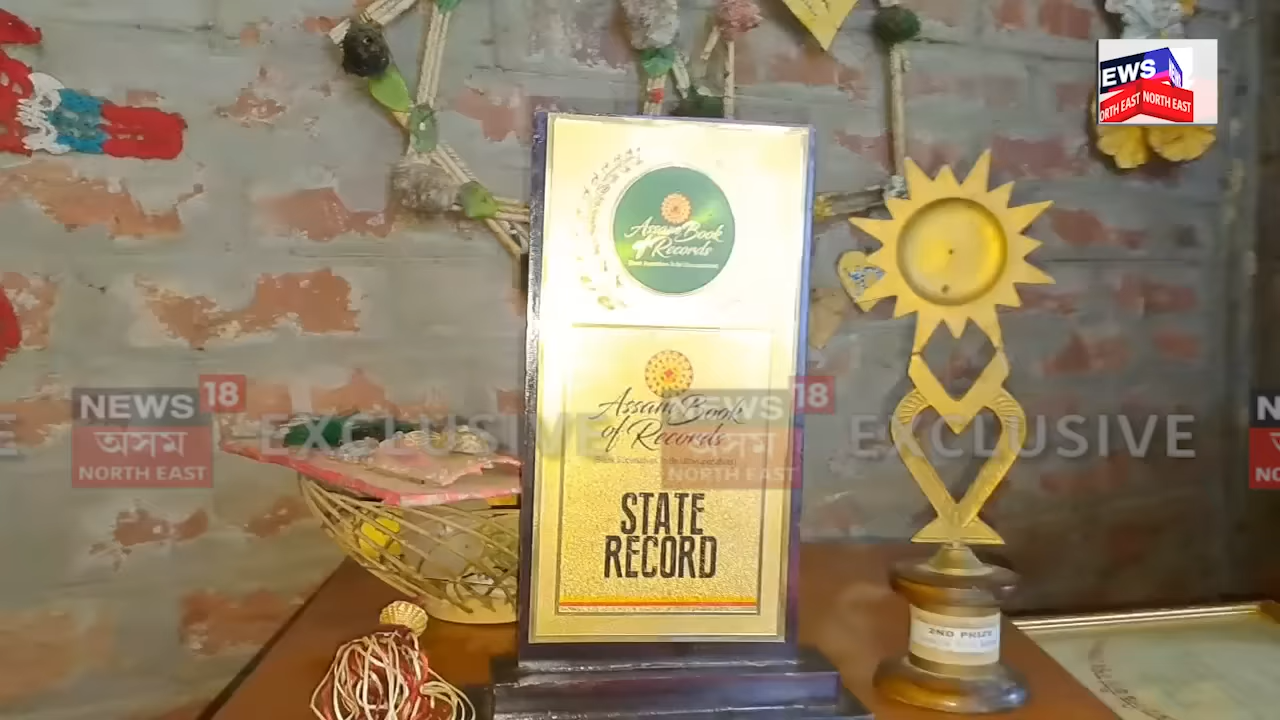 EWS
ORTH EAST NORTH EAST
Assam Book
of Records
Assam Book
of Records
STATE
RECORD
2ND PRIZE
NEWS 18
অসম
NORTH EAST
EXCLUSIVE
NEWS 18
অসম
NORTH EAST
EXCLUSIVE